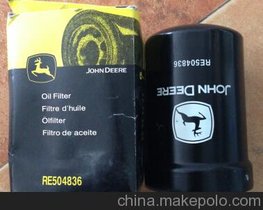 JOHN DEERE
Oil Filter
Filtre d'huile
Ölfilter
Filtro de aceite
RE504836
RE504836
JOHN DEERE
china.makepolo.com